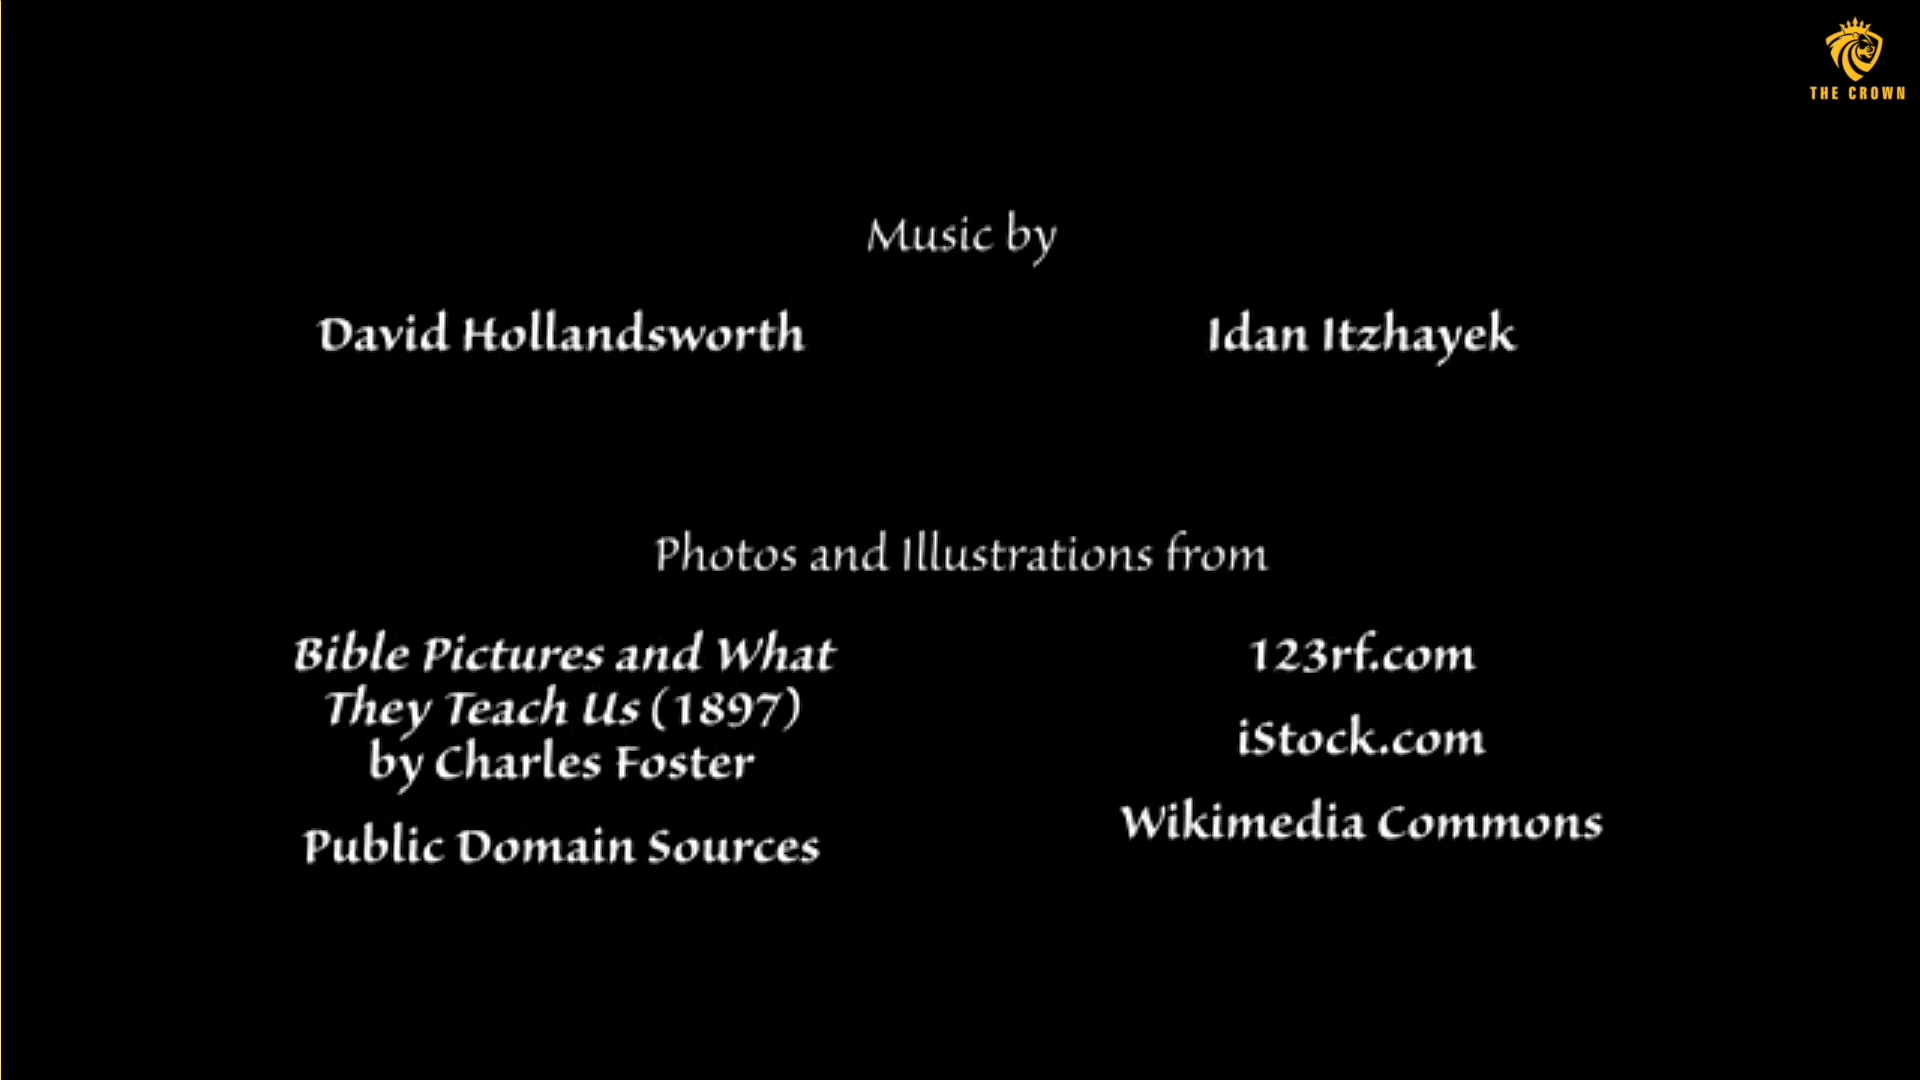 THE CROWN
Music by
David Hollandsworth
Idan Itzhayek
Photos and Illustrations from
Bible Pictures and What
They Teach Us (1897)
by Charles Foster
Public Domain Sources
123rf.com
iStock.com
Wikimedia Commons